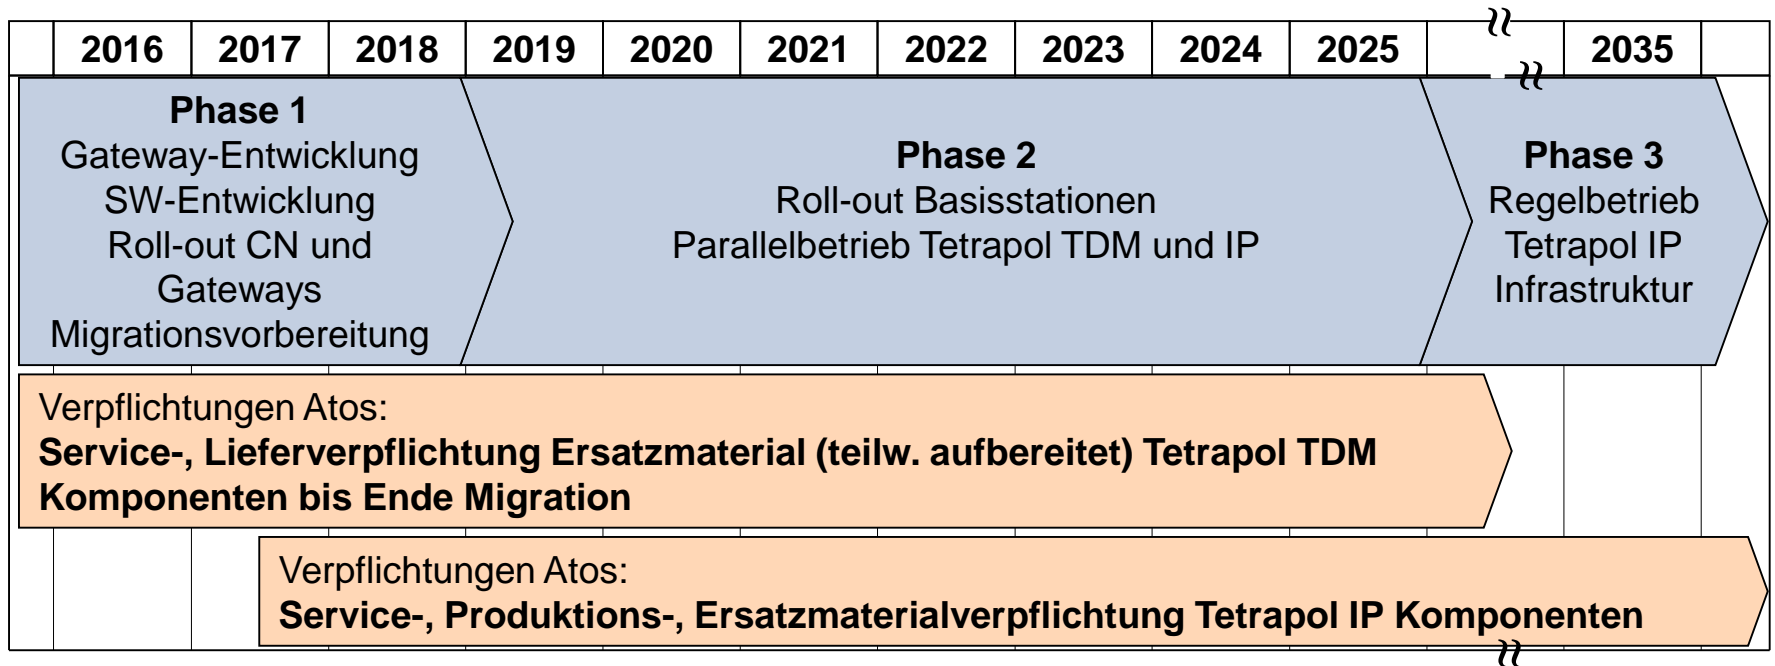 2016 2017 2018 2019 2020 2021 2022 2023 2024 2025 2035
Phase 1
Gateway-Entwicklung
SW-Entwicklung
Roll-out CN und
Gateways
Migrationsvorbereitung
Phase 2
Roll-out Basisstationen
Parallelbetrieb Tetrapol TDM und IP
Phase 3
Regelbetrieb
Tetrapol IP
Infrastruktur
Verpflichtungen Atos:
Service-, Lieferverpflichtung Ersatzmaterial (teilw. aufbereitet) Tetrapol TDM
Komponenten bis Ende Migration
Verpflichtungen Atos:
Service-, Produktions-, Ersatzmaterialverpflichtung Tetrapol IP Komponenten